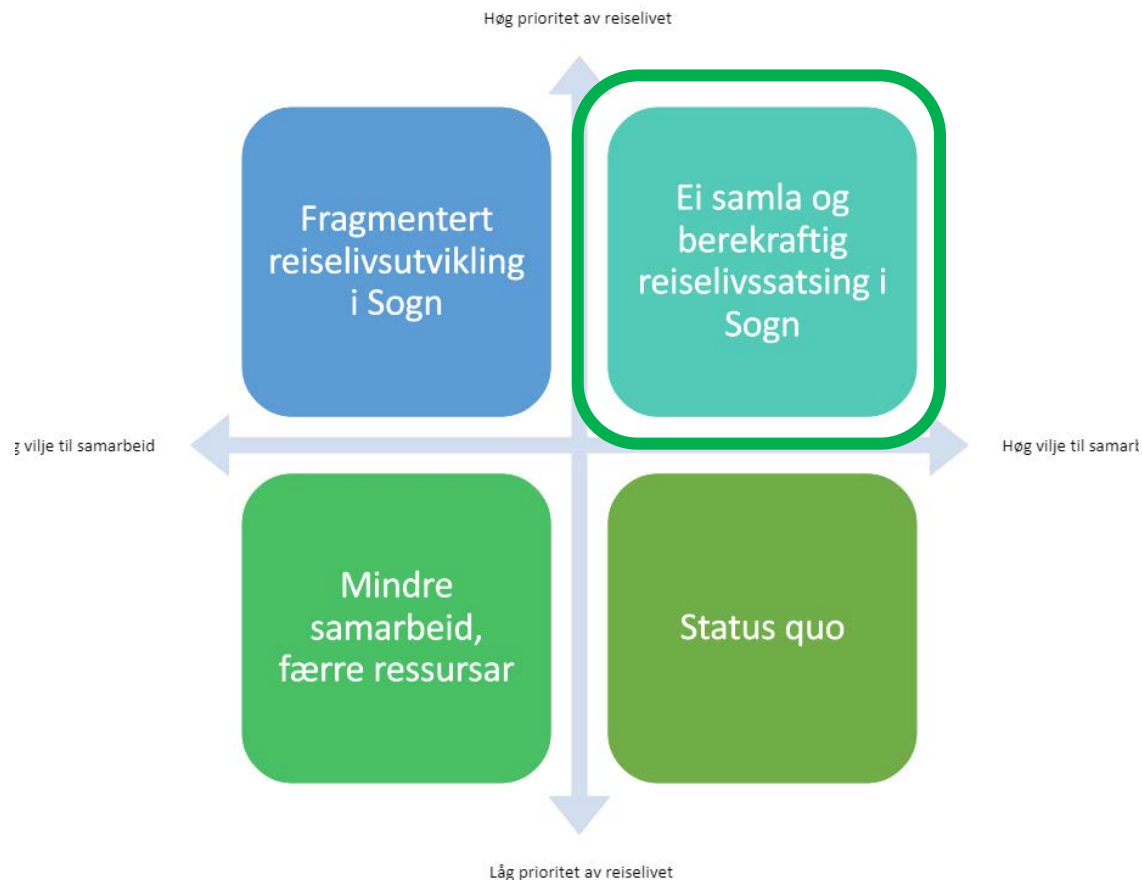 Høg prioritet av reiselivet
Fragmentert
reiselivsutvikling
i Sogn
Ei samla og
berekraftig
reiselivssatsing i
Sogn
vilje til samarbeid
Høg vilje til
Mindre
samarbeid,
færre ressursar
Status quo
Låg prioritet av reiselivet